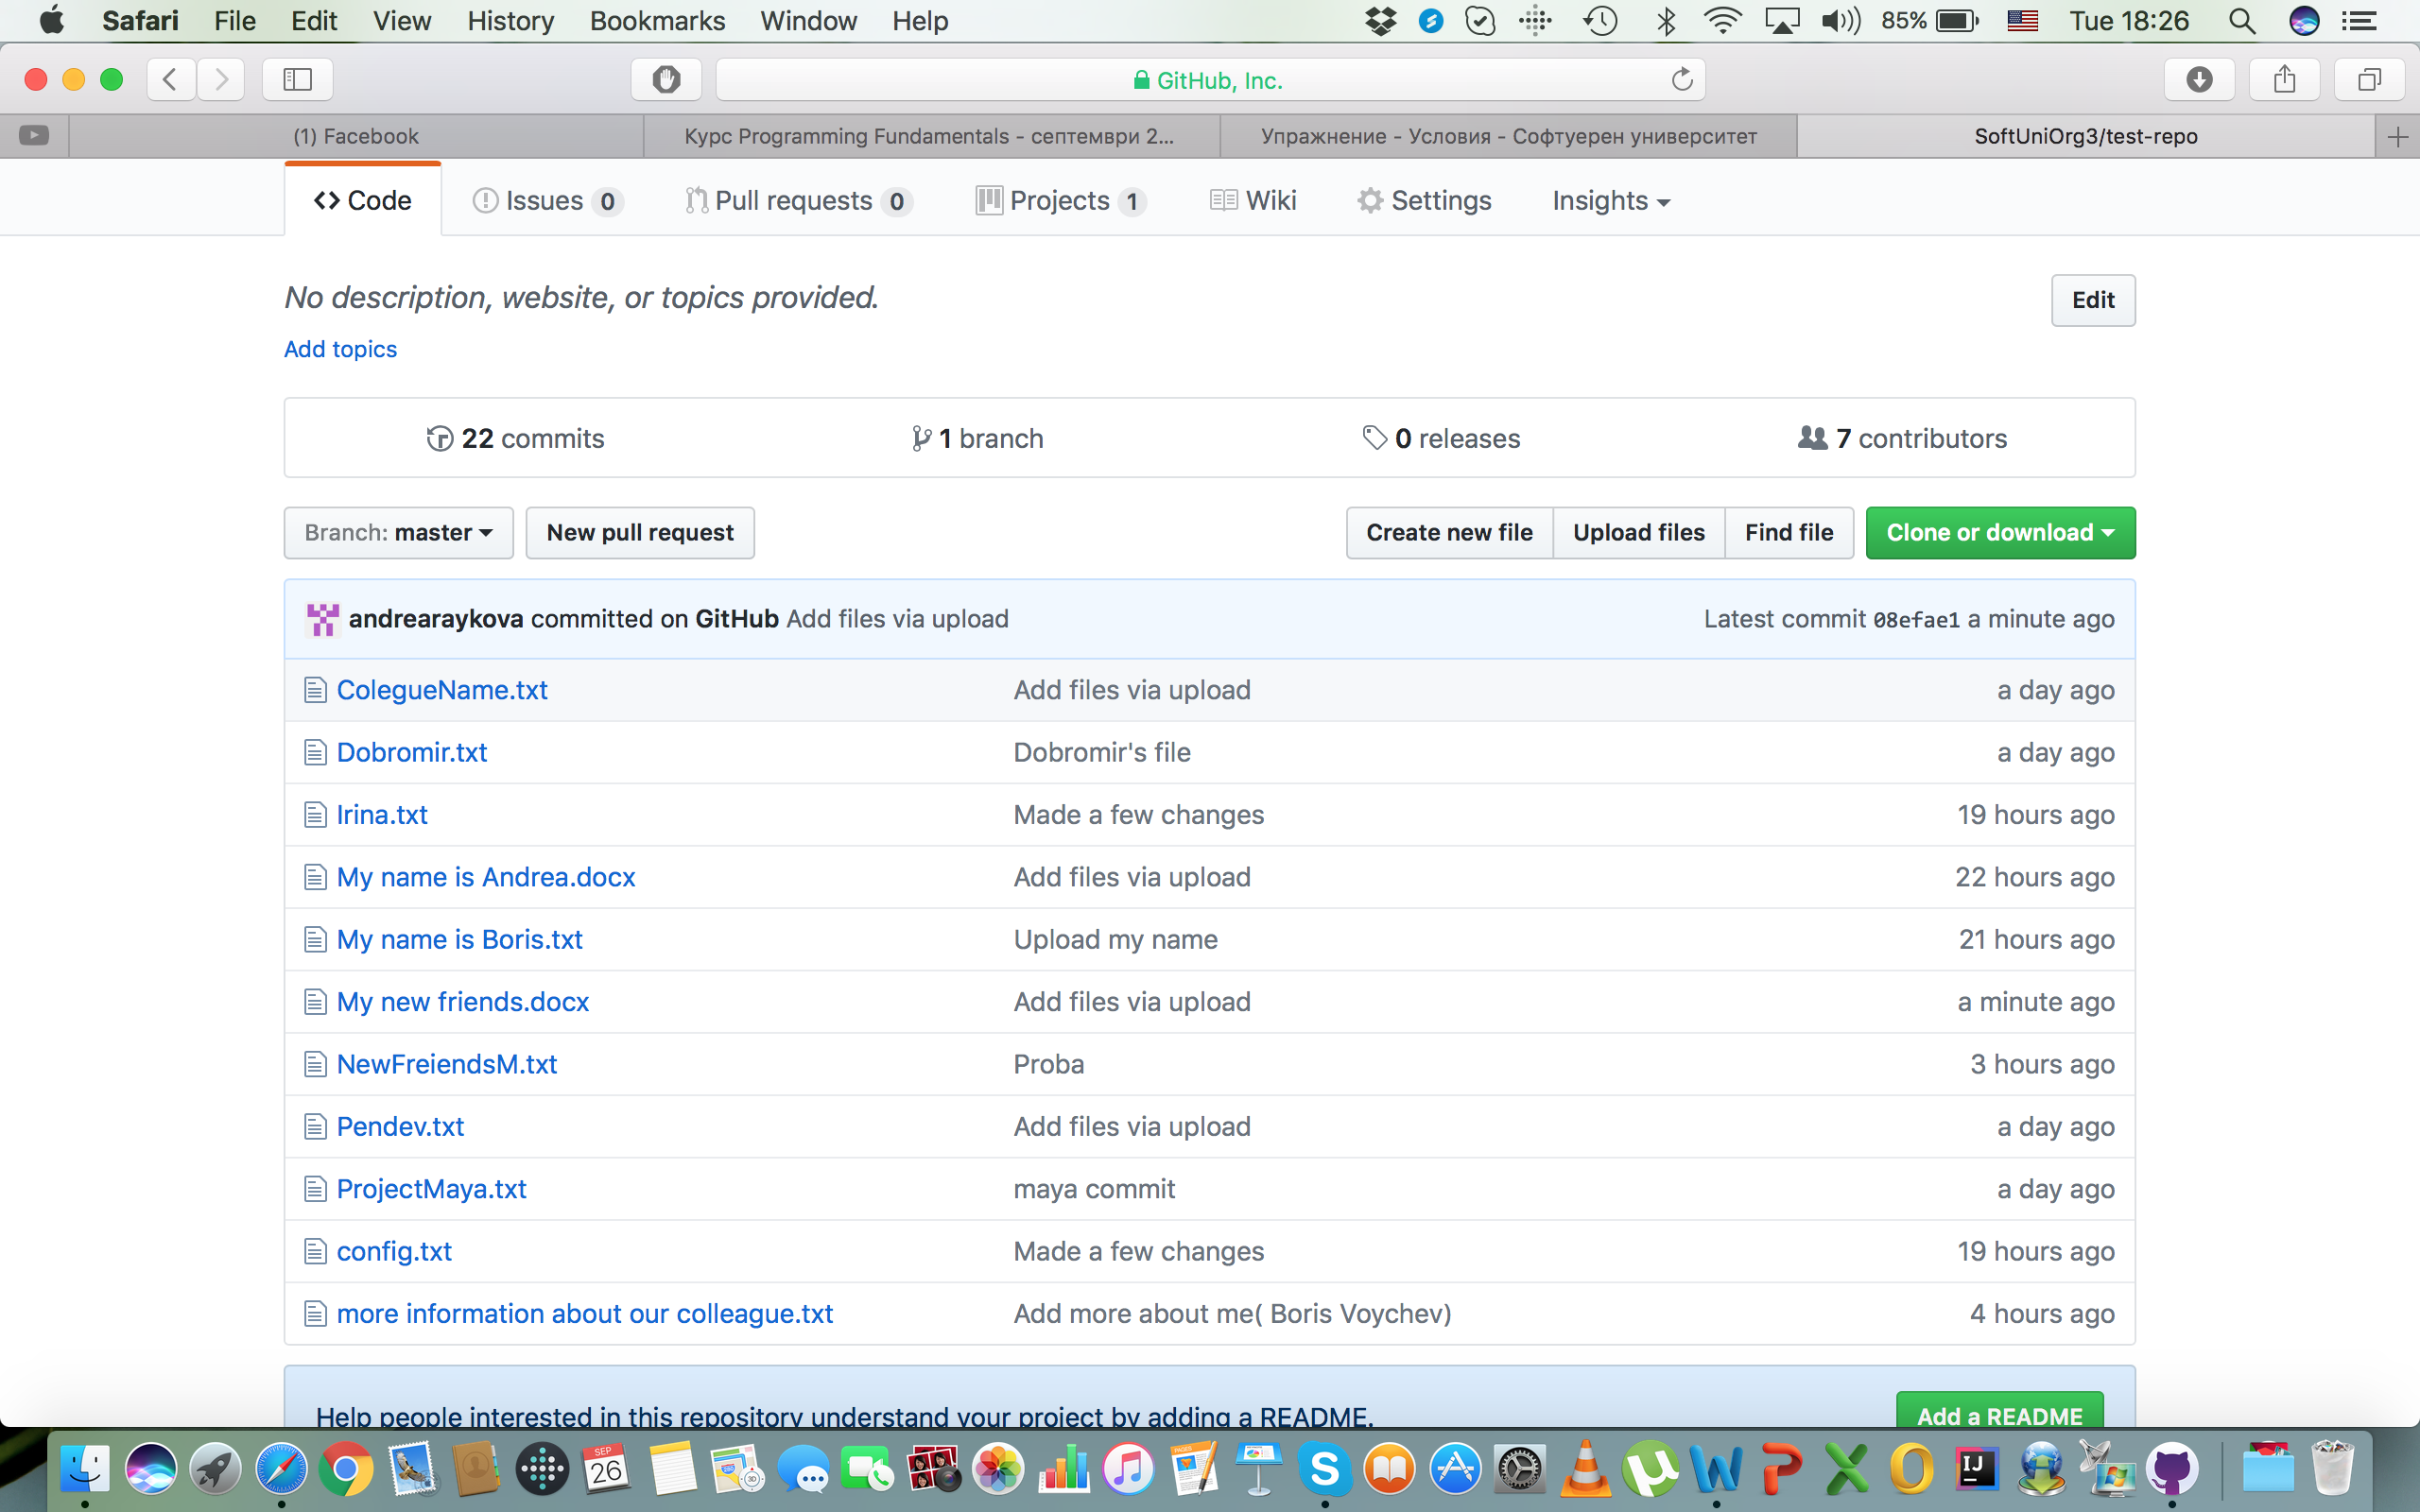 Safari File Edit View History Bookmarks Window Help 85% Tue 18:26
GitHub, Inc.
(1) Facebook Курс Programming Fundamentals - септември 2... Упражнение - Условия - Софтуерен университет SoftUniOrg3/test-repo
Code Issues 0 Pull requests 0 Projects 1 Wiki Settings Insights
No description, website, or topics provided. Edit
Add topics
22 commits 1 branch 0 releases 7 contributors
Branch: master New pull request Create new file Upload files Find file Clone or download
andrearaykova committed on GitHub Add files via upload Latest commit 08efae1 a minute ago
ColegueName.txt Add files via upload a day ago
Dobromir.txt Dobromir's file a day ago
Irina.txt Made a few changes 19 hours ago
My name is Andrea.docx Add files via upload 22 hours ago
My name is Boris.txt Upload my name 21 hours ago
My new friends.docx Add files via upload a minute ago
NewFreiendsM.txt Proba 3 hours ago
Pendev.txt Add files via upload a day ago
ProjectMaya.txt maya commit a day ago
config.txt Made a few changes 19 hours ago
more information about our colleague.txt Add more about me( Boris Voychev) 4 hours ago
Help people interested in this repository understand your project by adding a README. Add a README
SEP
26